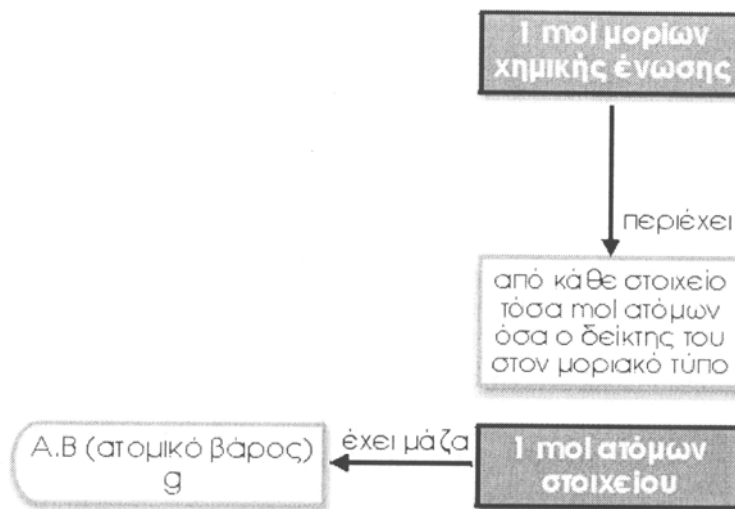 1 mol μορίων
χημικής ένωσης
περιέχει
από κάθε στοιχείο
τόσα mol ατόμων
όσα ο δείκτης του
στον μοριακό τύπο
Α.Β (ατομικό βάρος)
g
έχει μάζα
1 mol ατόμων
στοιχείου